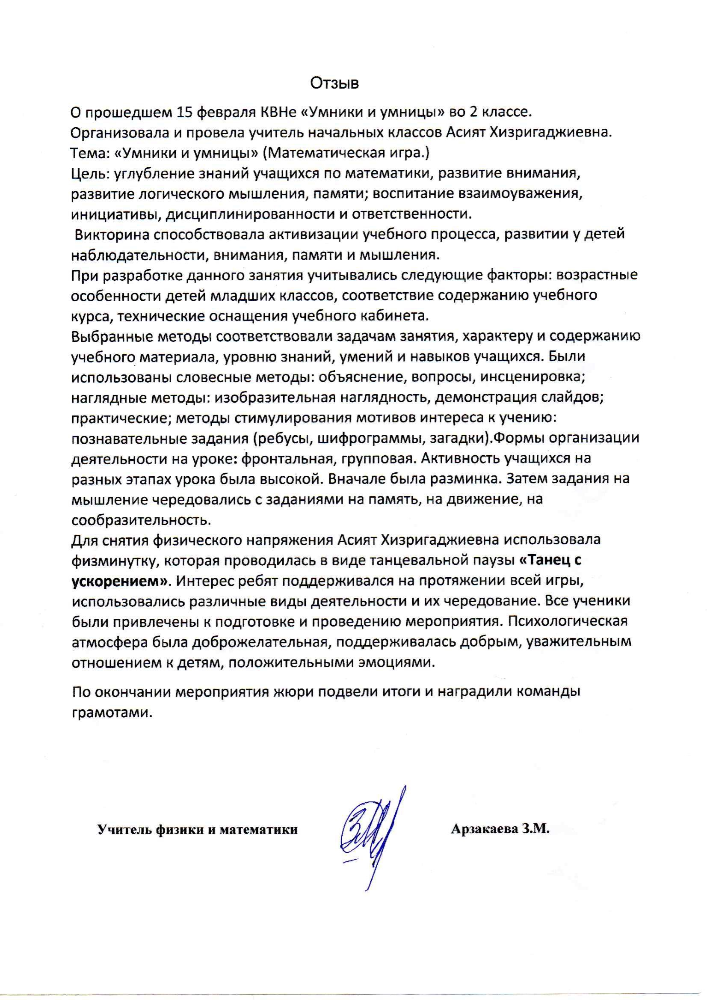 Отзыв
О прошедшем 15 февраля КВНе «Умники и умницы» во 2 классе.
Организовала и провела учитель начальных классов Асият Хизригаджиевна.
Тема: «Умники и умницы» (Математическая игра.)
Цель: углубление знаний учащихся по математики, развитие внимания,
развитие логического мышления, памяти; воспитание взаимоуважения,
инициативы, дисциплинированности и ответственности.
Викторина способствовала активизации учебного процесса, развитии у детей
наблюдательности, внимания, памяти и мышления.
При разработке данного занятия учитывались следующие факторы: возрастные
особенности детей младших классов, соответствие содержанию учебного
курса, технические оснащения учебного кабинета.
Выбранные методы соответствовали задачам занятия, характеру и содержанию
учебного материала, уровню знаний, умений и навыков учащихся. Были
использованы словесные методы: объяснение, вопросы, инсценировка;
наглядные методы: изобразительная наглядность, демонстрация слайдов;
практические; методы стимулирования мотивов интереса к учению:
познавательные задания (ребусы, шифрограммы, загадки).Формы организации
деятельности на уроке: фронтальная, групповая. Активность учащихся на
разных этапах урока была высокой. Вначале была разминка. Затем задания на
мышление чередовались с заданиями на память, на движение, на
сообразительность.
Для снятия физического напряжения Асият Хизригаджиевна использовала
физминутку, которая проводилась в виде танцевальной паузы «Танец с
ускорением». Интерес ребят поддерживался на протяжении всей игры,
использовались различные виды деятельности и их чередование. Все ученики
были привлечены к подготовке и проведению мероприятия. Психологическая
атмосфера была доброжелательная, поддерживалась добрым, уважительным
отношением к детям, положительными эмоциями.
По окончании мероприятия жюри подвели итоги и наградили команды
грамотами.
Учитель физики и математики Арзакаева З.М.